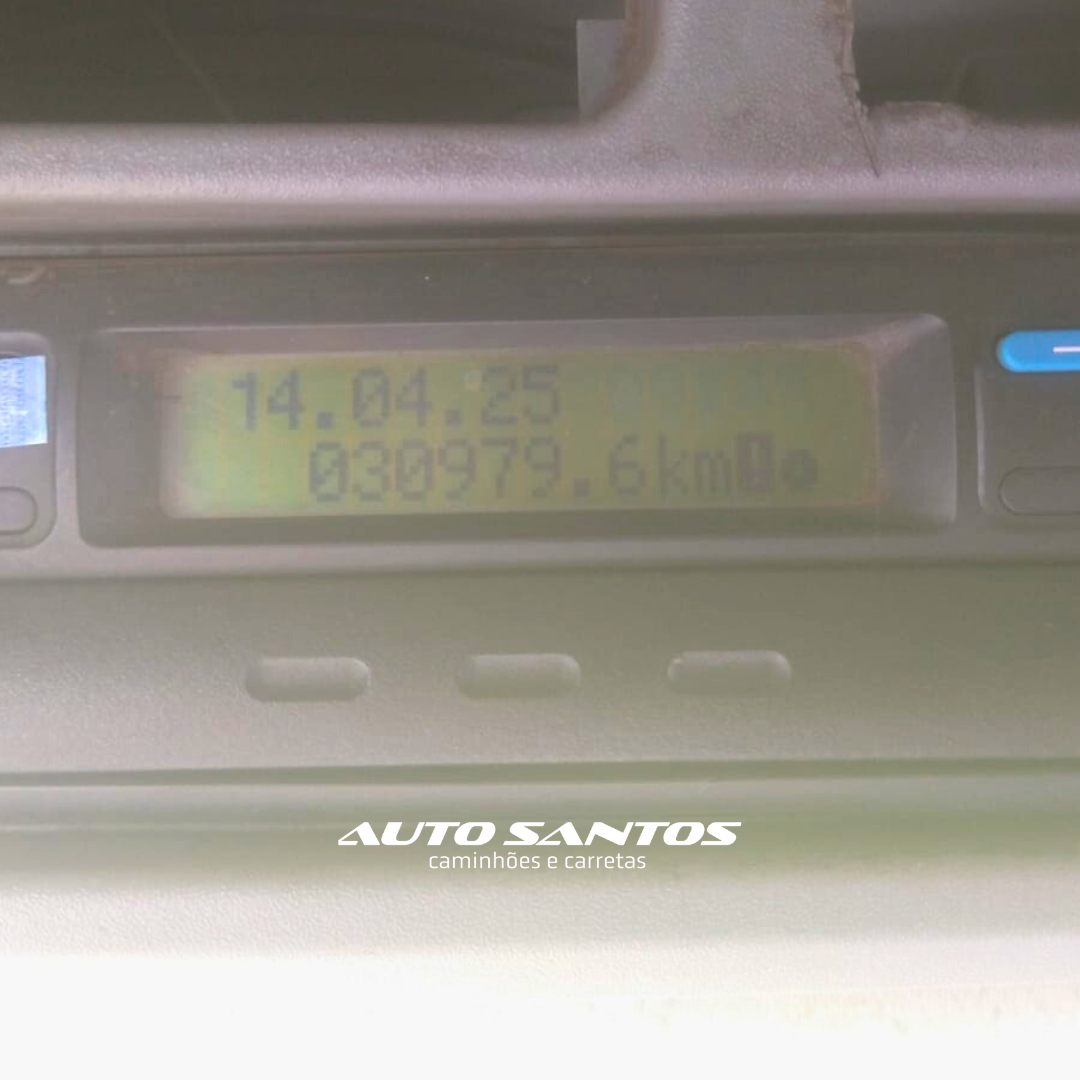 14.04.25
030979.6km
AUTO SANTOS
caminhões e carretas